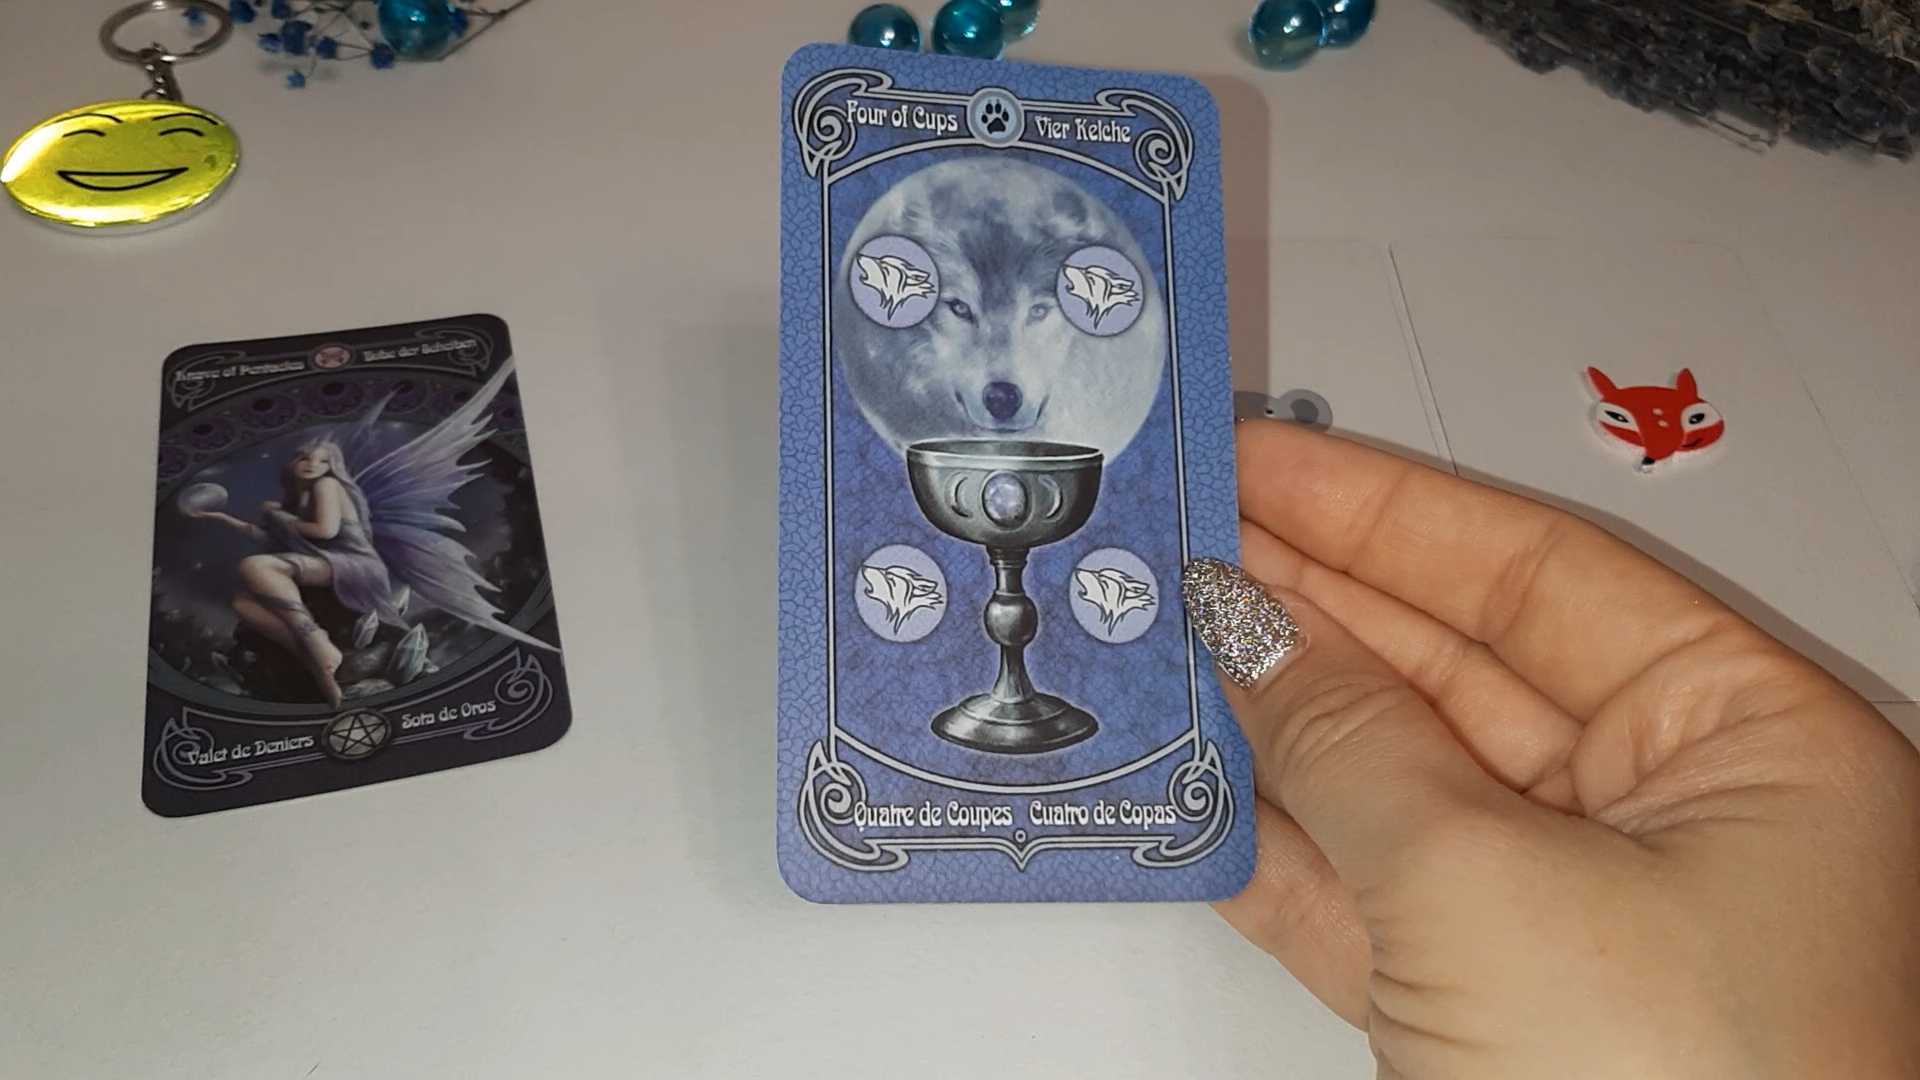 Four of Cups Vier Kelche
Quatre de Coupes Cuatro de Copas
Knave of Pentacles Bube der Scheiben
Valet de Deniers Sota de Oros